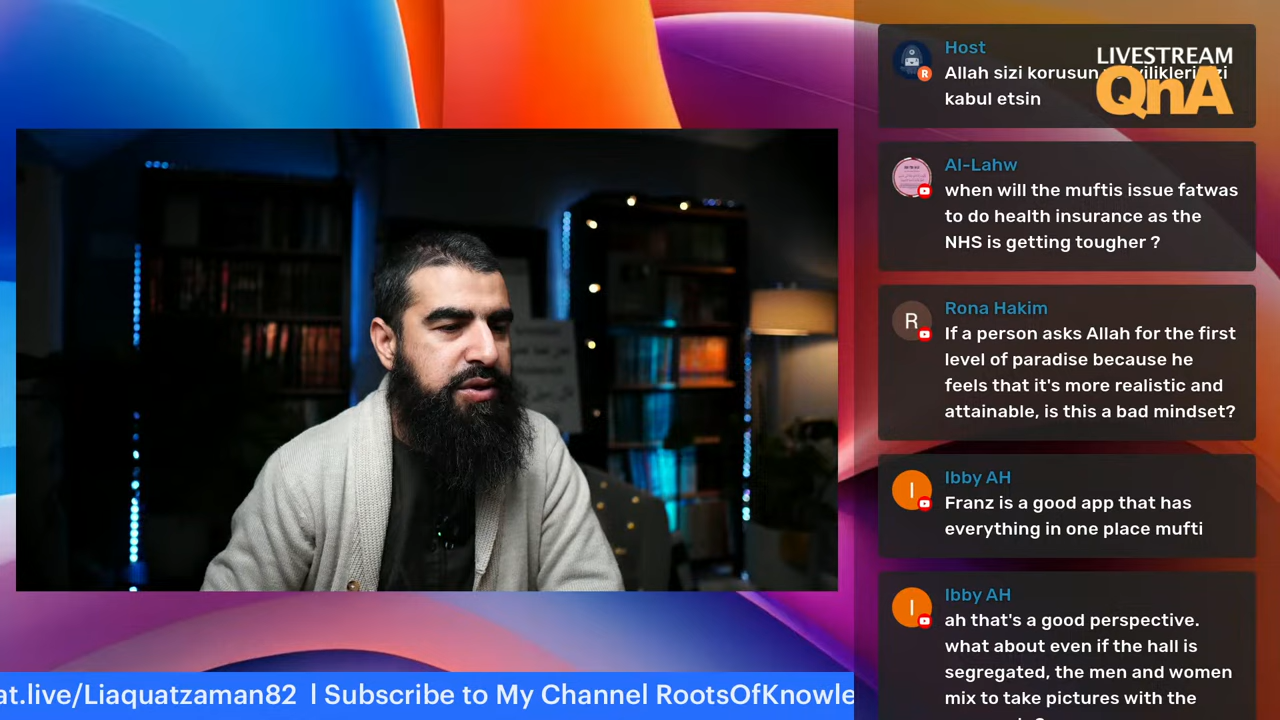 Host
Allah sizi korusun
kabul etsin
LIVESTREAM
QnA
Al-Lahw
when will the muftis issue fatwas
to do health insurance as the
NHS is getting tougher ?
R
Rona Hakim
If a person asks Allah for the first
level of paradise because he
feels that it's more realistic and
attainable, is this a bad mindset?
I
Ibby AH
Franz is a good app that has
everything in one place mufti
I
Ibby AH
ah that's a good perspective.
what about even if the hall is
segregated, the men and women
mix to take pictures with the
at.live/Liaquatzaman82 | Subscribe to My Channel RootsOfKnowle